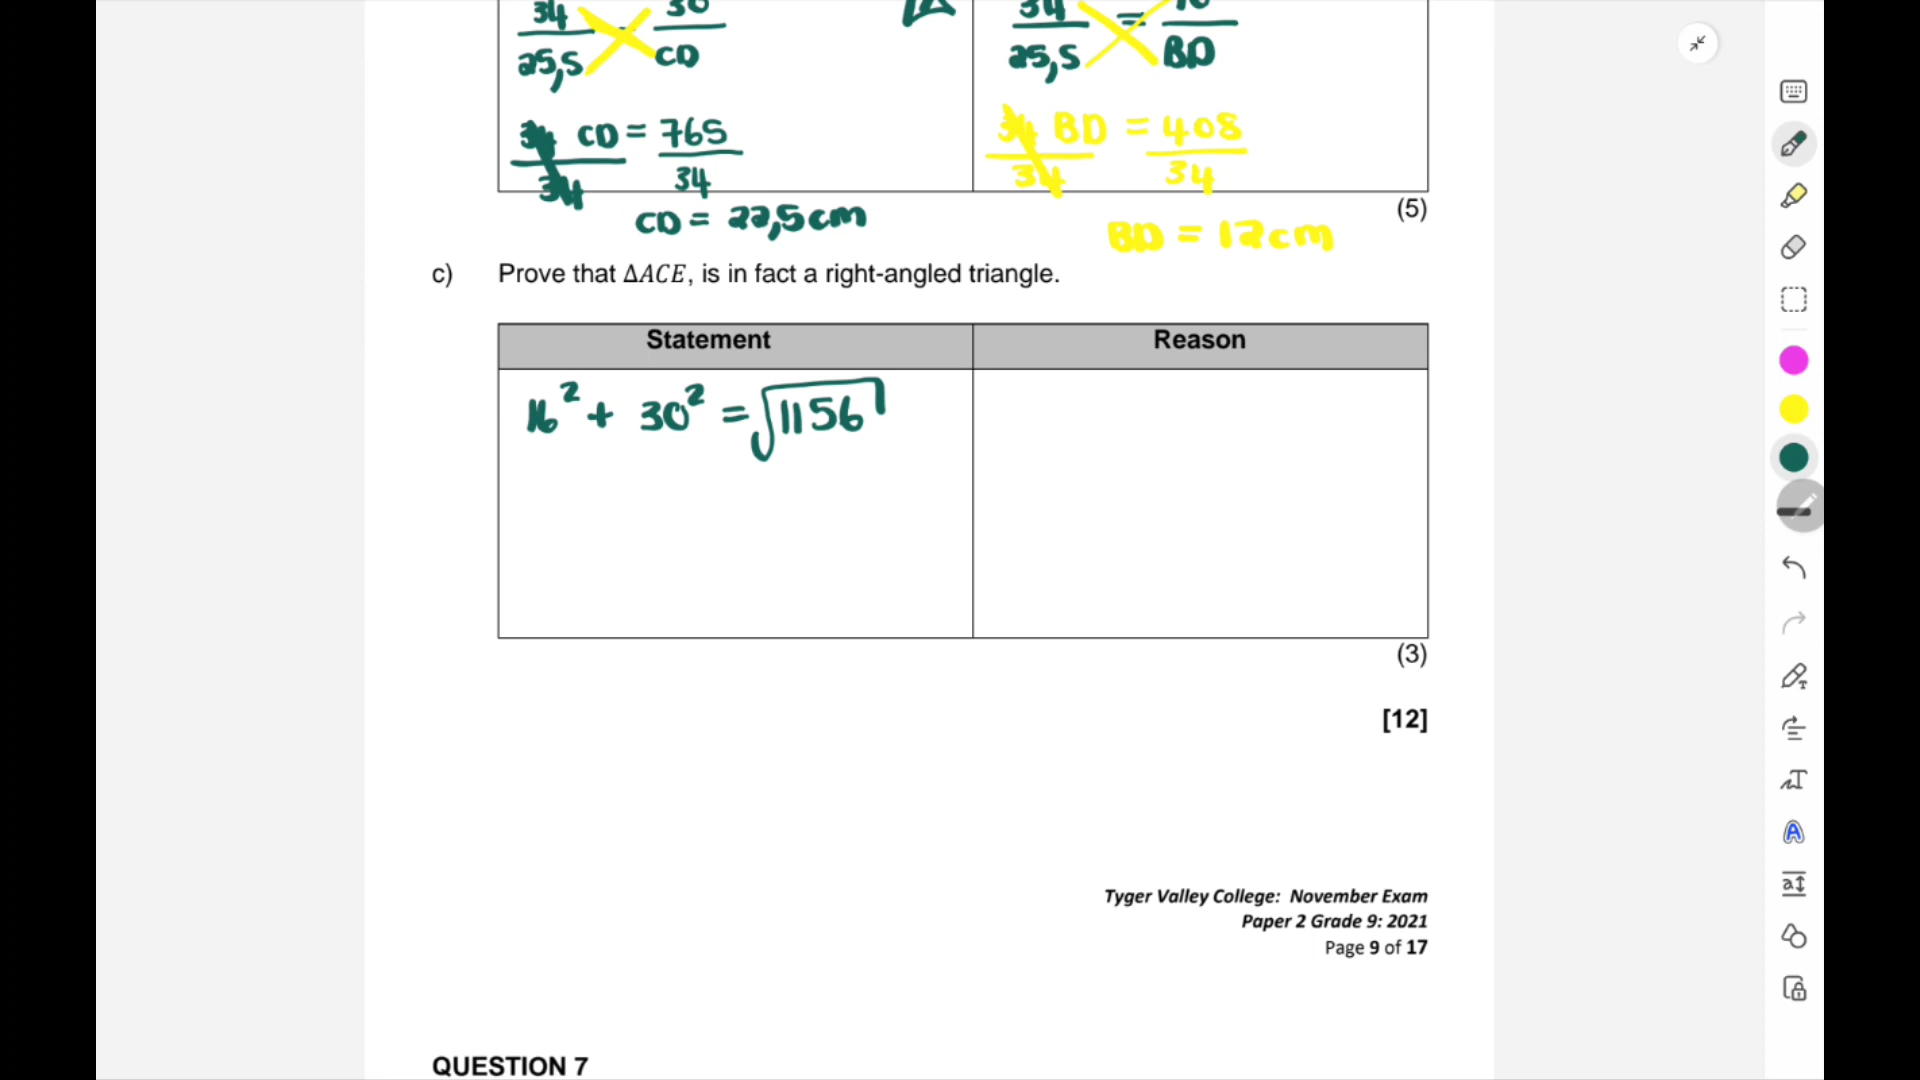 34 30 34 16
25,5 CD 25,5 = BD
34 CD = 765 34 BD = 408
34 34 34 34
CD = 22,5cm (5)
BD = 12cm
c) Prove that ΔACE, is in fact a right-angled triangle.
Statement Reason
16² + 30² = √1156
(3)
[12]
Tyger Valley College: November Exam
Paper 2 Grade 9: 2021
Page 9 of 17
QUESTION 7